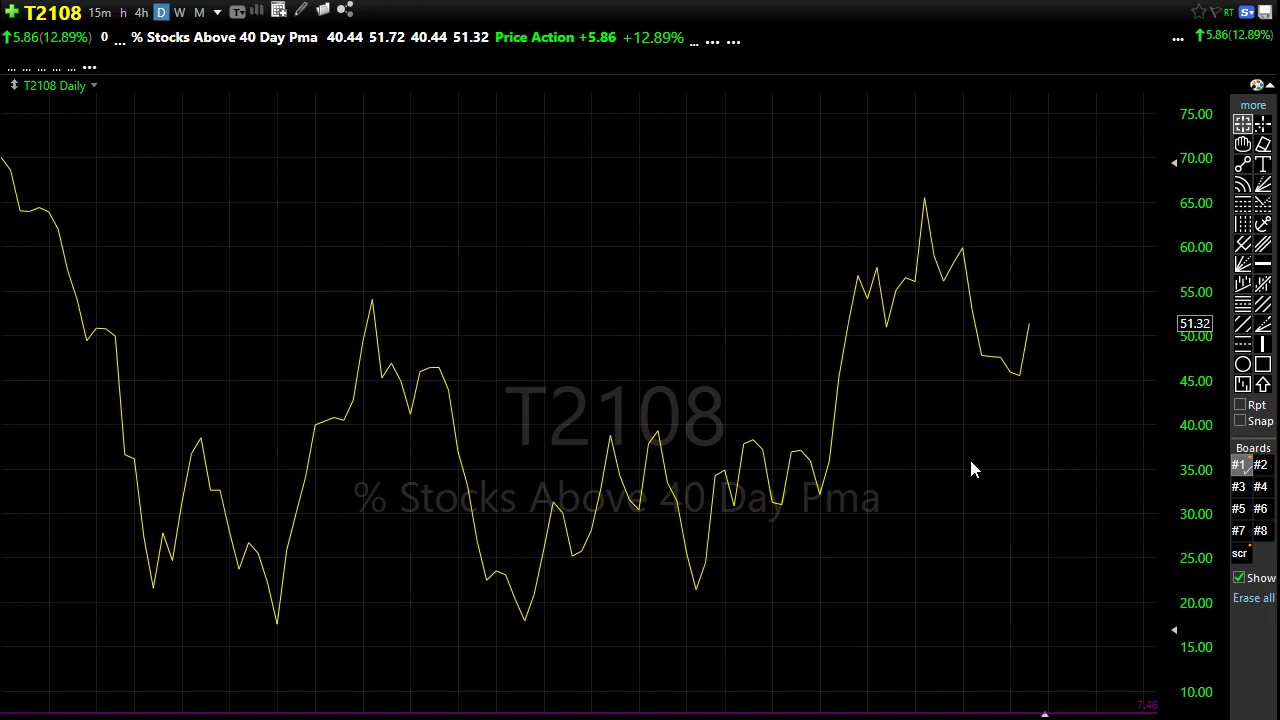 T2108 15m h 4h D W M T RT S
5.86(12.89%) 0 ... % Stocks Above 40 Day Pma 40.44 51.72 40.44 51.32 Price Action +5.86 +12.89% ... ... ... ... 5.86(12.89%)
... ... ... ... ... ...
T2108 Daily
more
75.00
70.00
65.00
60.00
55.00
51.32
50.00
45.00
40.00
35.00
30.00
25.00
20.00
15.00
10.00
7.46
T2108
% Stocks Above 40 Day Pma
Rpt
Snap
Boards
#1 #2
#3 #4
#5 #6
#7 #8
scr
Show
Erase all